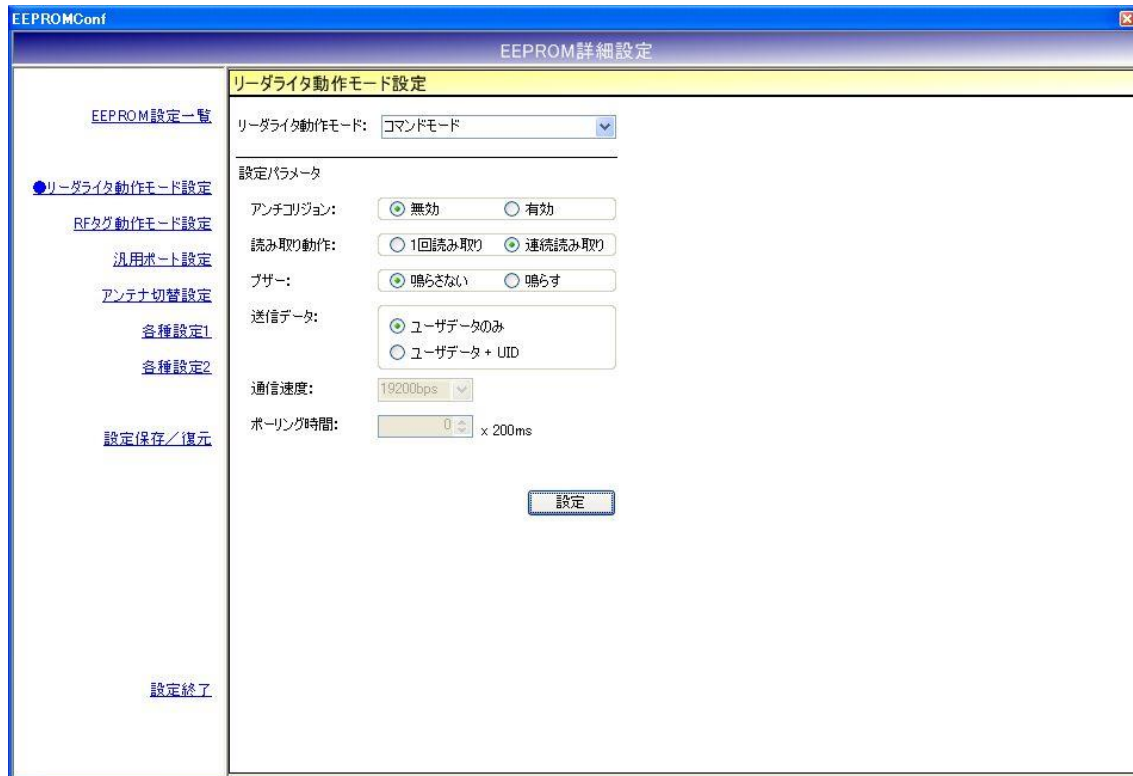 EEPROMConf
EEPROM詳細設定
EEPROM設定一覧
●リーダライタ動作モード設定
RFタグ動作モード設定
汎用ポート設定
アンテナ切替設定
各種設定1
各種設定2
設定保存／復元
設定終了
リーダライタ動作モード設定
リーダライタ動作モード: コマンドモード
設定パラメータ
アンチコリジョン: 無効 有効
読み取り動作: 1回読み取り 連続読み取り
ブザー: 鳴らさない 鳴らす
送信データ: ユーザデータのみ
ユーザデータ + UID
通信速度: 19200bps
ポーリング時間: 0 x 200ms
設定